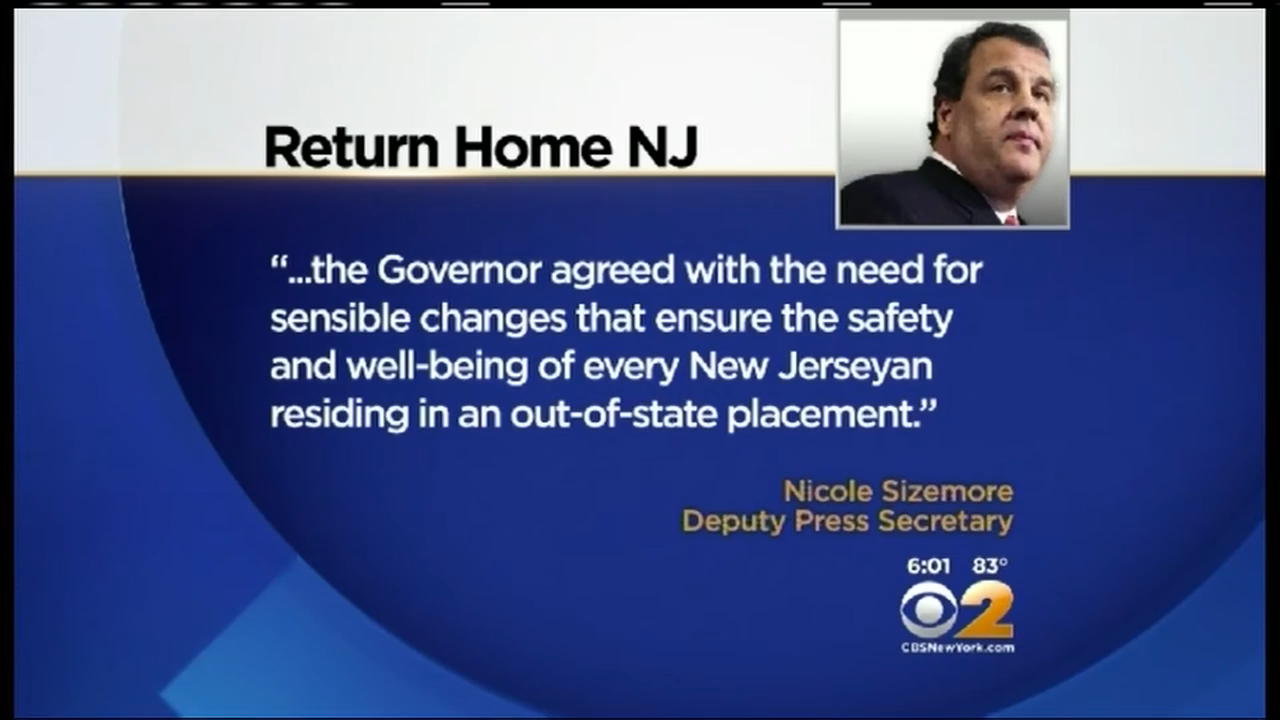 Return Home NJ
“...the Governor agreed with the need for
sensible changes that ensure the safety
and well-being of every New Jerseyan
residing in an out-of-state placement.”
Nicole Sizemore
Deputy Press Secretary
6:01 83°
2
CBSNewYork.com